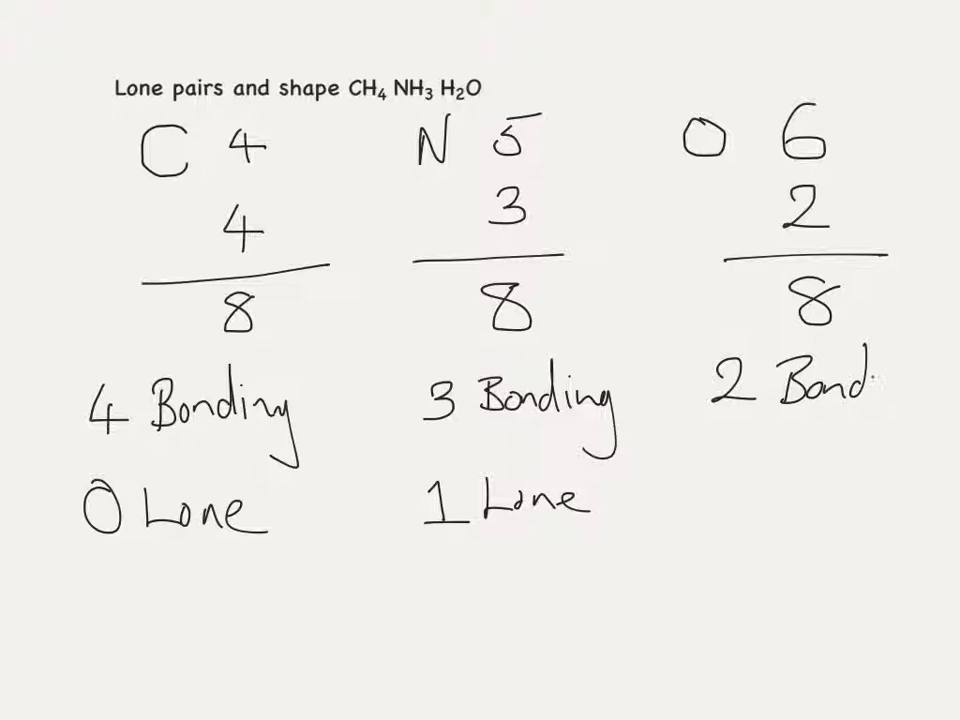 Lone pairs and shape CH₄ NH₃ H₂O
C 4 N 5 O 6
4 3 2
8 8 8
4 Bonding 3 Bonding 2 Bond
0 Lone 1 Lone